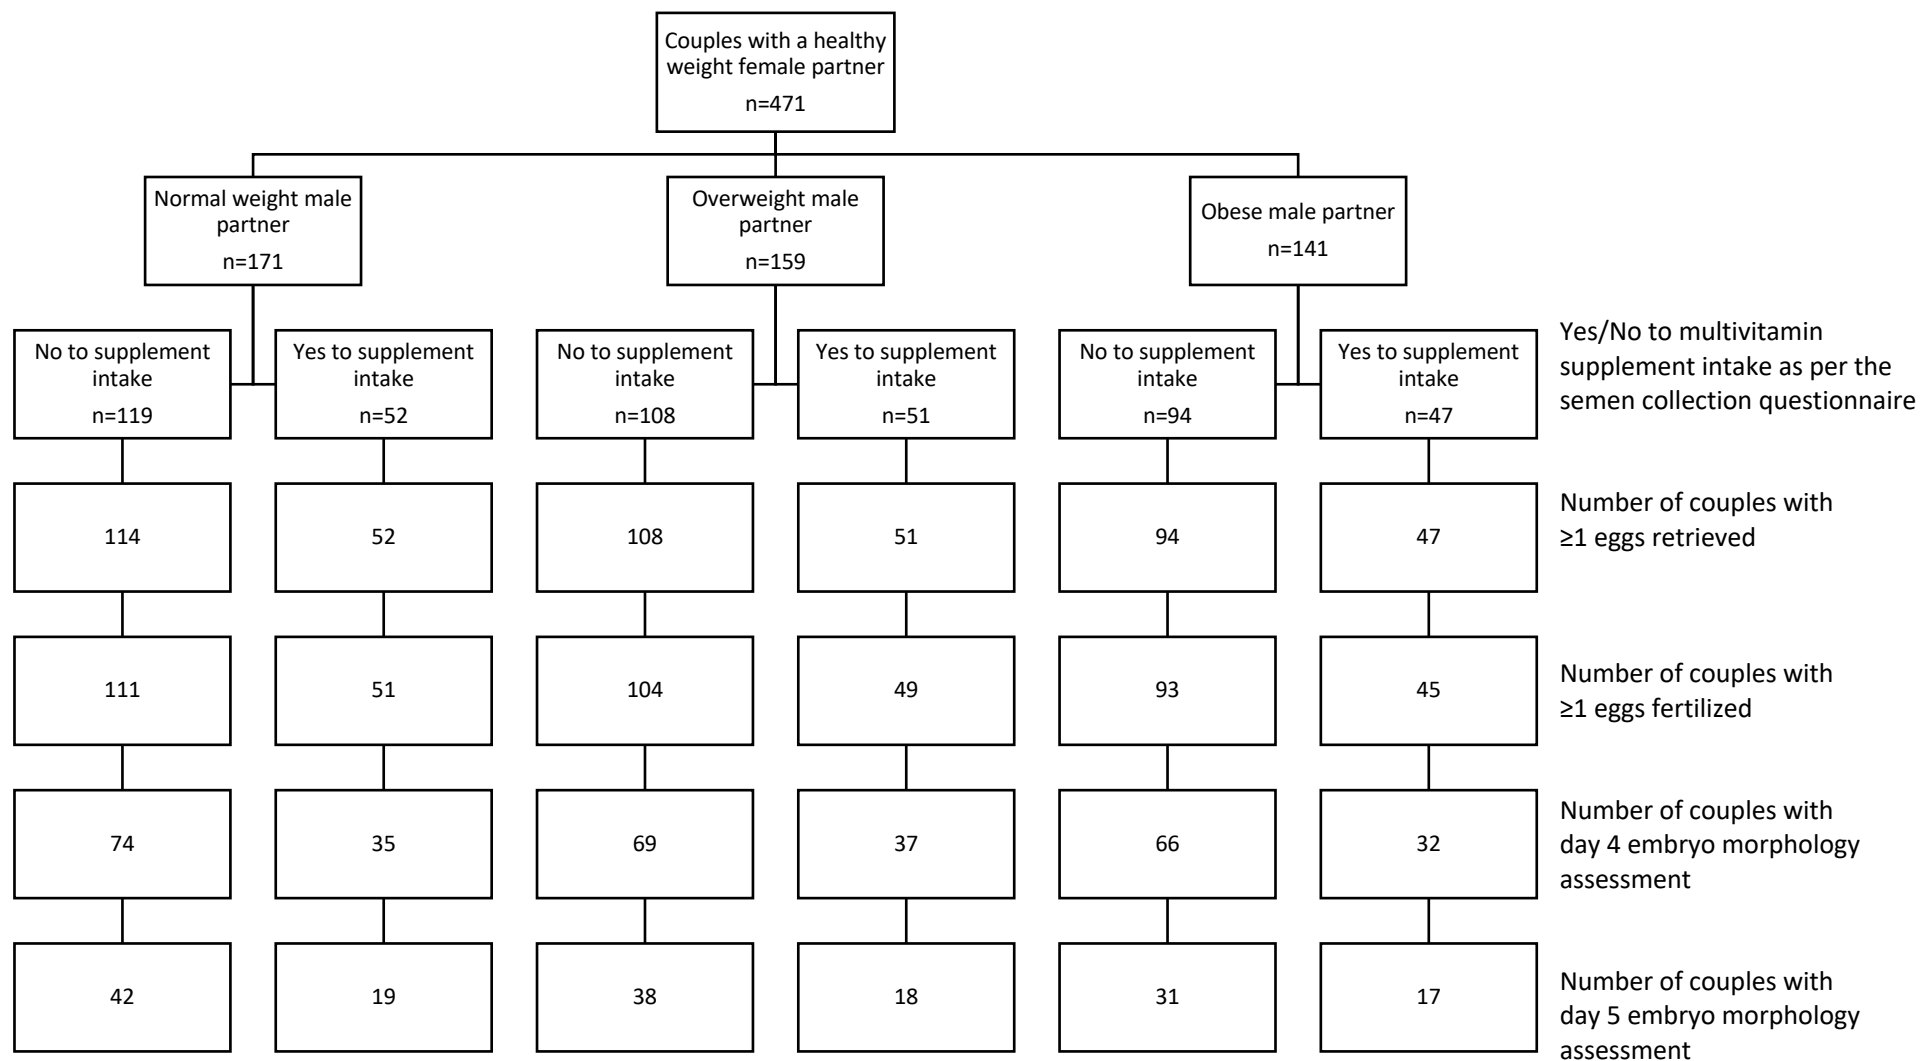 Couples with a healthy
weight female partner
n=471
Normal weight male
partner
n=171
Overweight male
partner
n=159
Obese male partner
n=141
No to supplement
intake
n=119
Yes to supplement
intake
n=52
No to supplement
intake
n=108
Yes to supplement
intake
n=51
No to supplement
intake
n=94
Yes to supplement
intake
n=47
Yes/No to multivitamin
supplement intake as per the
semen collection questionnaire
114
52
108
51
94
47
Number of couples with
≥1 eggs retrieved
111
51
104
49
93
45
Number of couples with
≥1 eggs fertilized
74
35
69
37
66
32
Number of couples with
day 4 embryo morphology
assessment
42
19
38
18
31
17
Number of couples with
day 5 embryo morphology
assessment